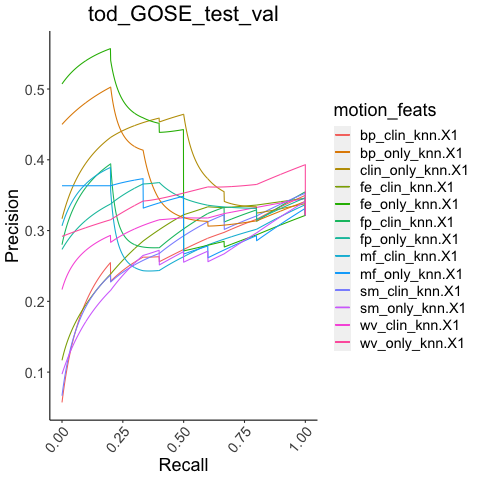 tod_GOSE_test_val
Precision
0.5
0.4
0.3
0.2
0.1
0.00
0.25
0.50
0.75
1.00
Recall
motion_feats
bp_clin_knn.X1
bp_only_knn.X1
clin_only_knn.X1
fe_clin_knn.X1
fe_only_knn.X1
fp_clin_knn.X1
fp_only_knn.X1
mf_clin_knn.X1
mf_only_knn.X1
sm_clin_knn.X1
sm_only_knn.X1
wv_clin_knn.X1
wv_only_knn.X1